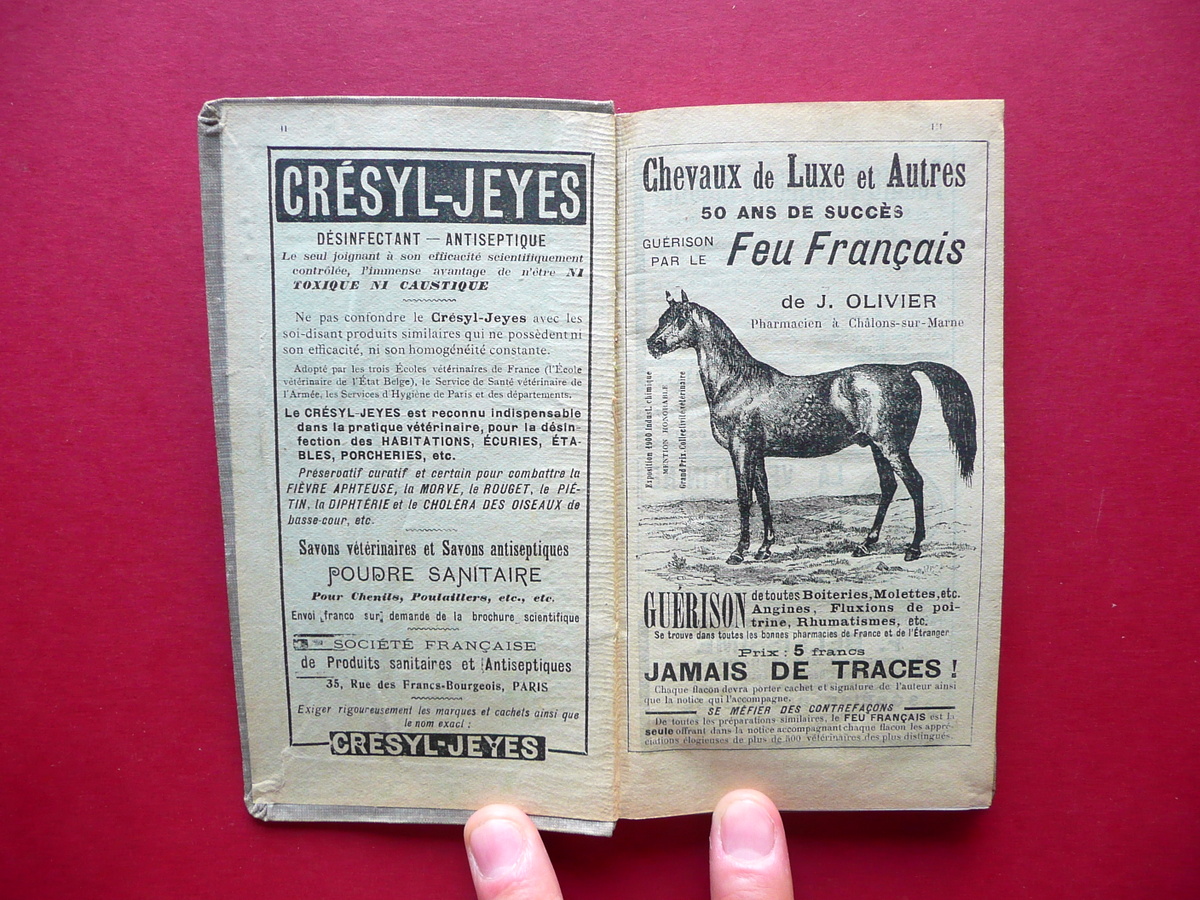 II
CRÉSYL-JEYES
DÉSINFECTANT — ANTISEPTIQUE
Le seul joignant à son efficacité scientifiquement
contrôlée, l'immense avantage de n'être NI
TOXIQUE NI CAUSTIQUE
Ne pas confondre le Crésyl-Jeyes avec les
soi-disant produits similaires qui ne possèdent ni
son efficacité, ni son homogénéité constante.
Adopté par les trois Écoles vétérinaires de France (l'École
vétérinaire de l'État Belge), le Service de Santé vétérinaire de
l'Armée, les Services d'Hygiène de Paris et des départements.
Le CRÉSYL-JEYES est reconnu indispensable
dans la pratique vétérinaire, pour la désin-
fection des HABITATIONS, ÉCURIES, ÉTA-
BLES, PORCHERIES, etc.
Préservatif curatif et certain pour combattre la
FIÈVRE APHTEUSE, la MORVE, le ROUGET, le PIÉ-
TIN, la DIPHTÉRIE et le CHOLÉRA DES OISEAUX de
basse-cour, etc.
Savons vétérinaires et Savons antiseptiques
POUDRE SANITAIRE
Pour Chenils, Poulaillers, etc., etc.
Envoi franco sur demande de la brochure scientifique
SOCIÉTÉ FRANÇAISE
de Produits sanitaires et Antiseptiques
35, Rue des Francs-Bourgeois, PARIS
Exiger rigoureusement les marques et cachets ainsi que
le nom exact :
CRÉSYL-JEYES
Chevaux de Luxe et Autres
50 ANS DE SUCCÈS
GUÉRISON
PAR LE
Feu Français
de J. OLIVIER
Pharmacien à Châlons-sur-Marne
Exposition 1900 Indust. chimique
MENTION HONORABLE
Grand Prix Collectivité vétérinaire
GUÉRISON
de toutes Boiteries, Molettes, etc.
Angines, Fluxions de poi-
trine, Rhumatismes, etc.
Se trouve dans toutes les bonnes pharmacies de France et de l'Étranger
Prix : 5 francs
JAMAIS DE TRACES !
Chaque flacon devra porter cachet et signature de l'auteur ainsi
que la notice qui l'accompagne.
SE MÉFIER DES CONTREFAÇONS
De toutes les préparations similaires, le FEU FRANÇAIS est la
seule offrant dans la notice accompagnant chaque flacon les appré-
ciations élogieuses de plus de 500 vétérinaires des plus distingués.